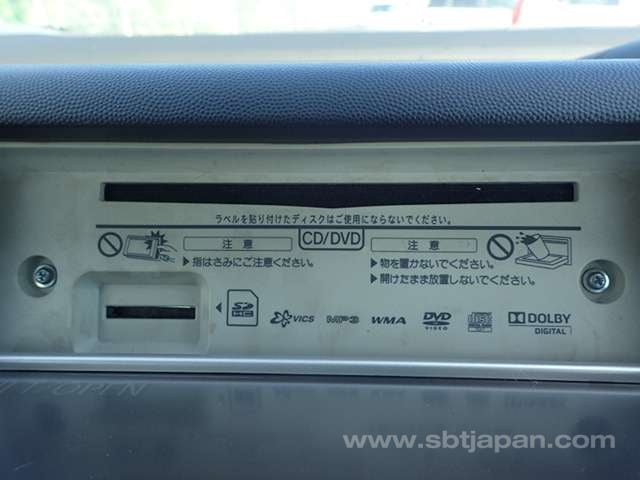 ラベルを貼り付けたディスクはご使用にならないでください。
注 意 CD/DVD 注 意
▶指はさみにご注意ください。
▶物を置かないでください。
▶開けたまま放置しないでください。
SD HC VICS MP3 WMA DVD VIDEO DOLBY DIGITAL
OPEN
www.sbtjapan.com